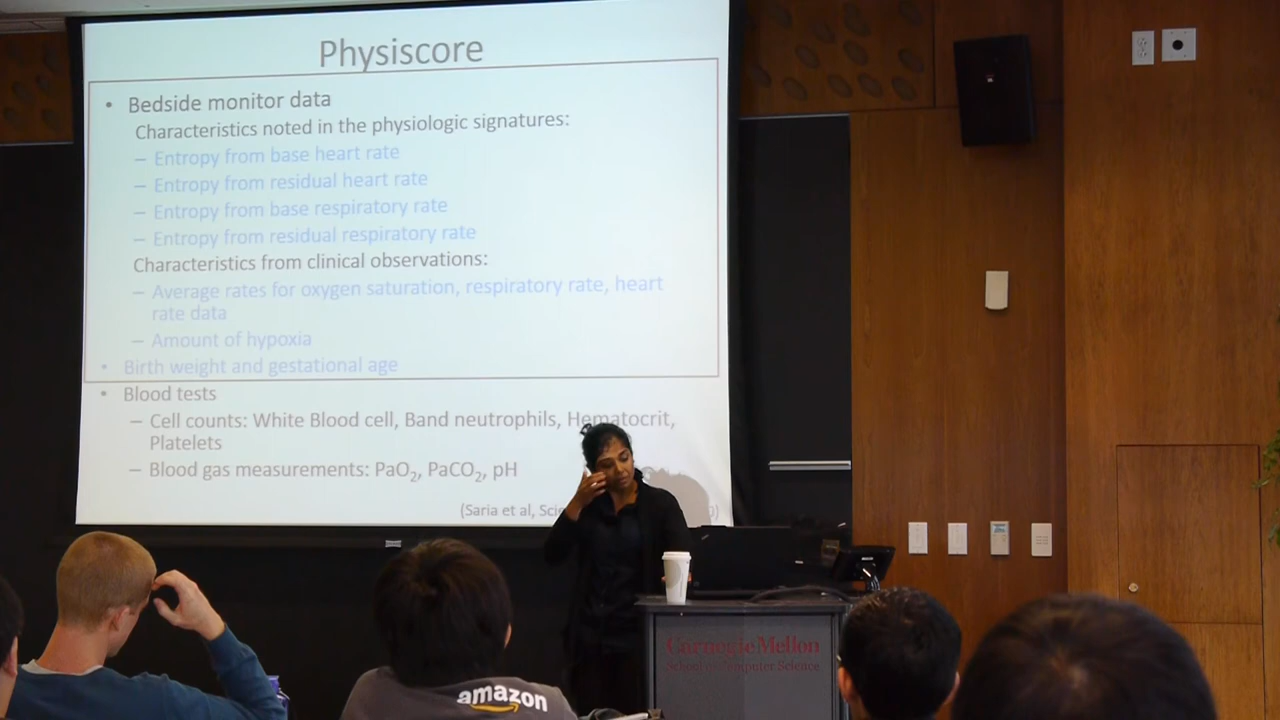 Physiscore
• Bedside monitor data
Characteristics noted in the physiologic signatures:
– Entropy from base heart rate
– Entropy from residual heart rate
– Entropy from base respiratory rate
– Entropy from residual respiratory rate
Characteristics from clinical observations:
– Average rates for oxygen saturation, respiratory rate, heart
rate data
– Amount of hypoxia
• Birth weight and gestational age
• Blood tests
– Cell counts: White Blood cell, Band neutrophils, Hematocrit,
Platelets
– Blood gas measurements: PaO₂, PaCO₂, pH
(Saria et al,
Carnegie Mellon
School of Computer Science
amazon